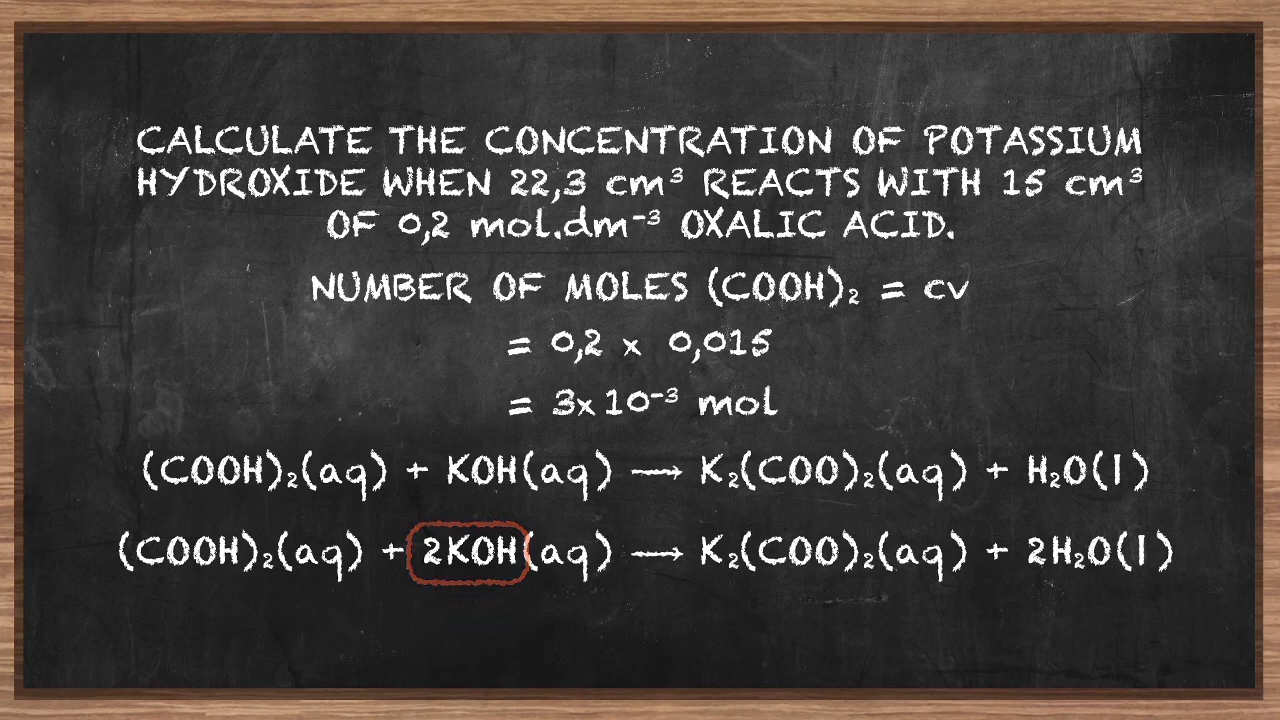 CALCULATE THE CONCENTRATION OF POTASSIUM
HYDROXIDE WHEN 22,3 cm³ REACTS WITH 15 cm³
OF 0,2 mol.dm⁻³ OXALIC ACID.
NUMBER OF MOLES (COOH)₂ = cv
= 0,2 x 0,015
= 3x10⁻³ mol
(COOH)₂(aq) + KOH(aq) ⟶ K₂(COO)₂(aq) + H₂O(l)
(COOH)₂(aq) + 2KOH(aq) ⟶ K₂(COO)₂(aq) + 2H₂O(l)